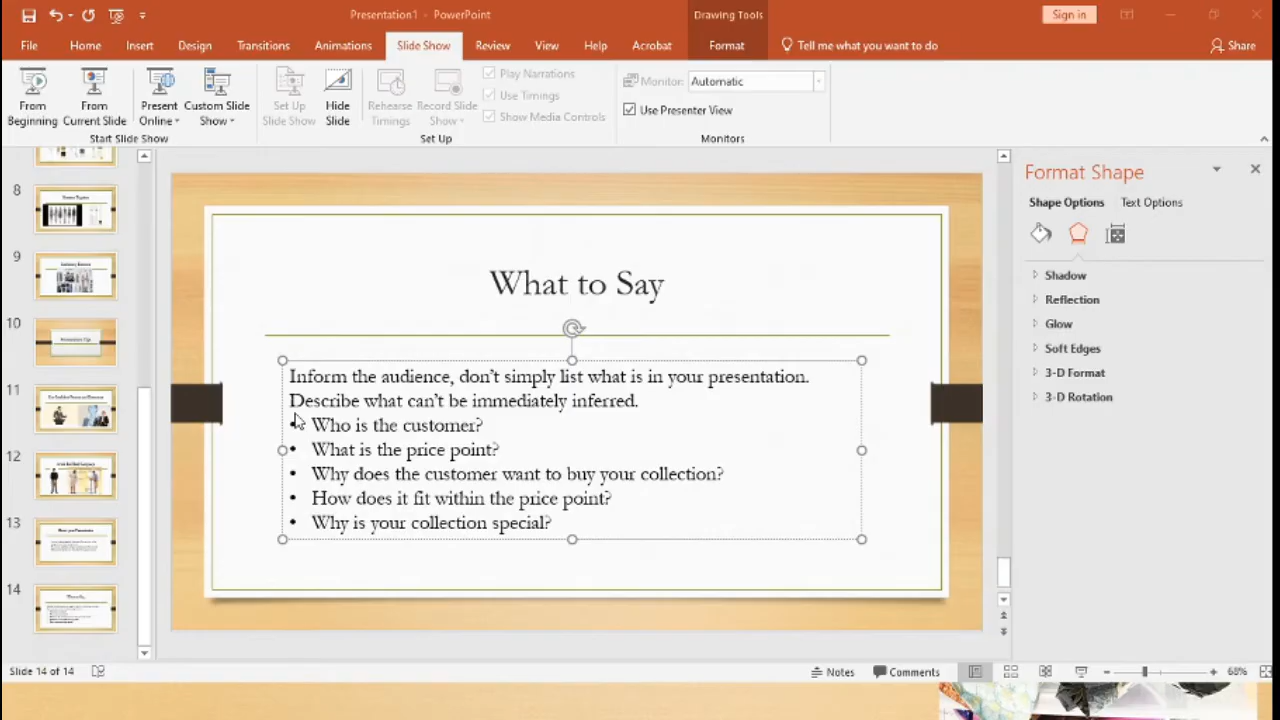 Presentation1 - PowerPoint
Drawing Tools
Sign in
File Home Insert Design Transitions Animations Slide Show Review View Help Acrobat Format Tell me what you want to do Share
From Beginning
From Current Slide
Present Online
Custom Slide Show
Set Up Slide Show
Hide Slide
Rehearse Timings
Record Slide Show
Play Narrations
Use Timings
Show Media Controls
Monitor: Automatic
Use Presenter View
Start Slide Show
Set Up
Monitors
8
9
10
11
12
13
14
What to Say
Inform the audience, don't simply list what is in your presentation.
Describe what can't be immediately inferred.
• Who is the customer?
• What is the price point?
• Why does the customer want to buy your collection?
• How does it fit within the price point?
• Why is your collection special?
Format Shape
Shape Options Text Options
Shadow
Reflection
Glow
Soft Edges
3-D Format
3-D Rotation
Slide 14 of 14
Notes
Comments
68%